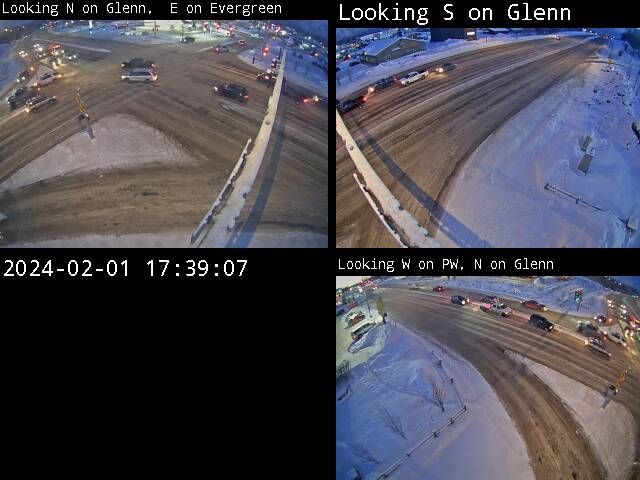 Looking N on Glenn,  E on Evergreen
Looking S on Glenn
2024-02-01 17:39:07
Looking W on PW, N on Glenn